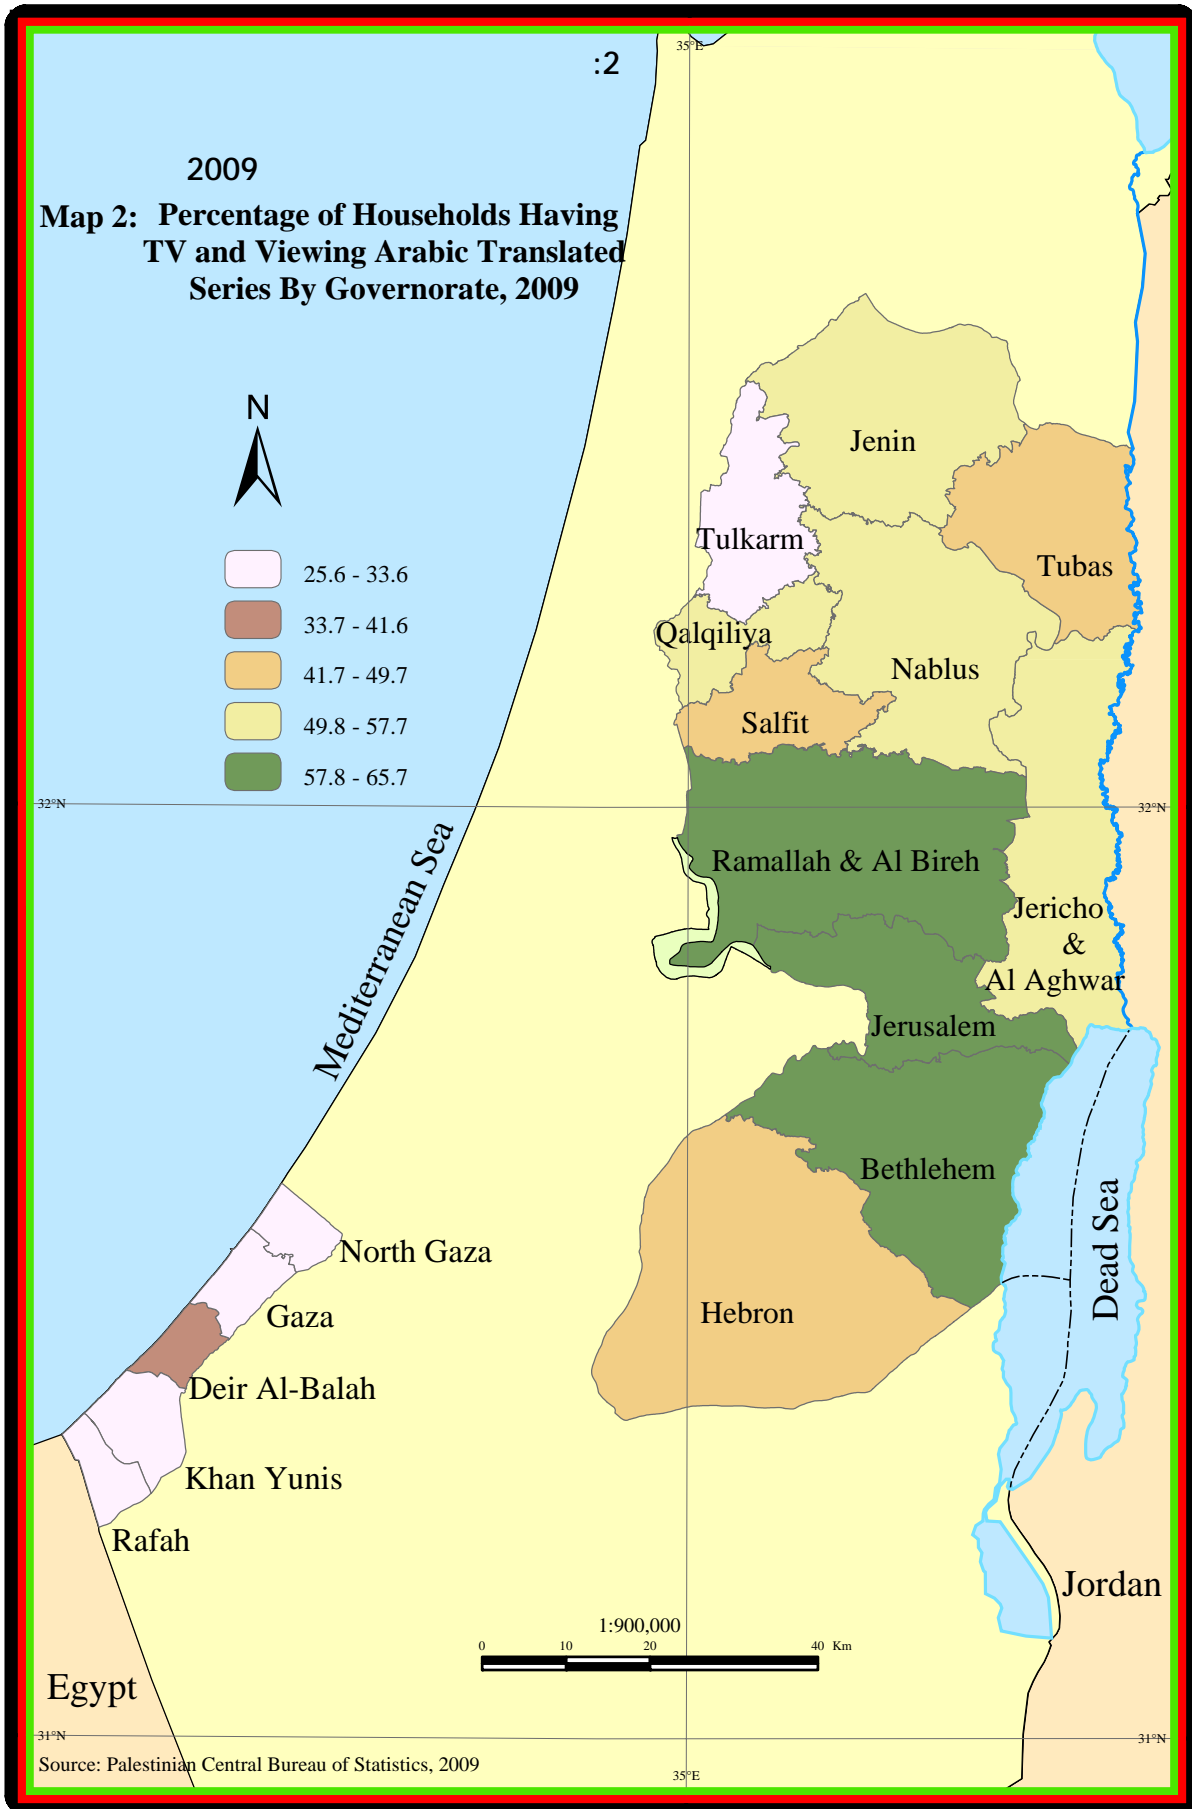 35°E
:2
2009
Map 2: Percentage of Households Having
TV and Viewing Arabic Translated
Series By Governorate, 2009
N
25.6 - 33.6
33.7 - 41.6
41.7 - 49.7
49.8 - 57.7
57.8 - 65.7
Jenin
Tulkarm
Tubas
Qalqiliya
Nablus
Salfit
32°N
32°N
Mediterranean Sea
Ramallah & Al Bireh
Jericho
&
Al Aghwar
Jerusalem
Bethlehem
Dead Sea
North Gaza
Gaza
Hebron
Deir Al-Balah
Khan Yunis
Rafah
Jordan
1:900,000
0 10 20 40 Km
Egypt
31°N
31°N
Source: Palestinian Central Bureau of Statistics, 2009
35°E